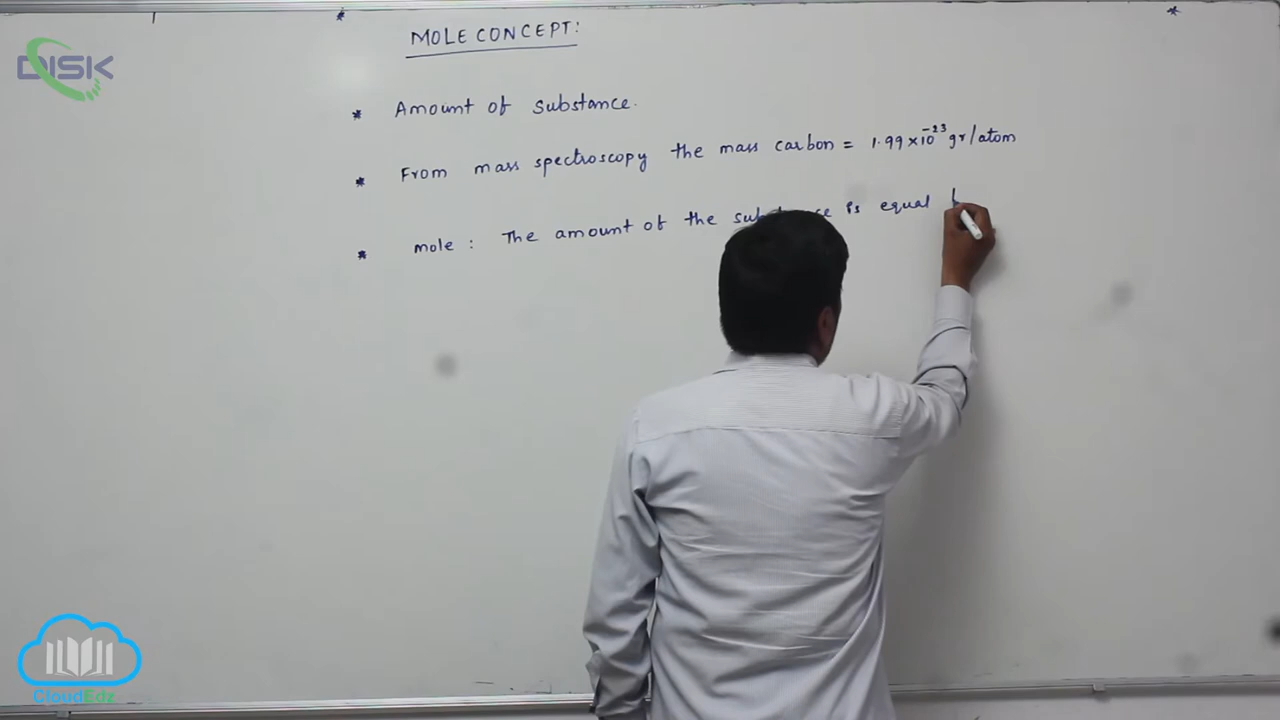 MOLE CONCEPT:
DISK
* Amount of substance.
* From mass spectroscopy the mass carbon = 1.99×10⁻²³ gr/atom
* mole : The amount of the substance is equal
CloudEdz